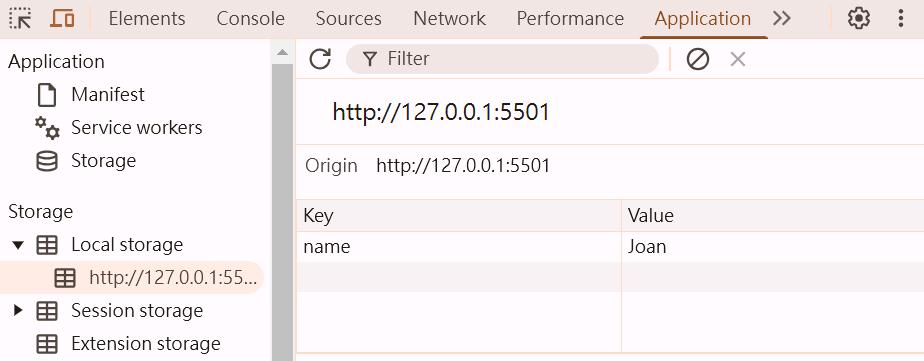 Elements Console Sources Network Performance Application
Filter
Application
Manifest
Service workers
Storage
Storage
Local storage
http://127.0.0.1:55...
Session storage
Extension storage
http://127.0.0.1:5501
Origin http://127.0.0.1:5501
Key Value
name Joan